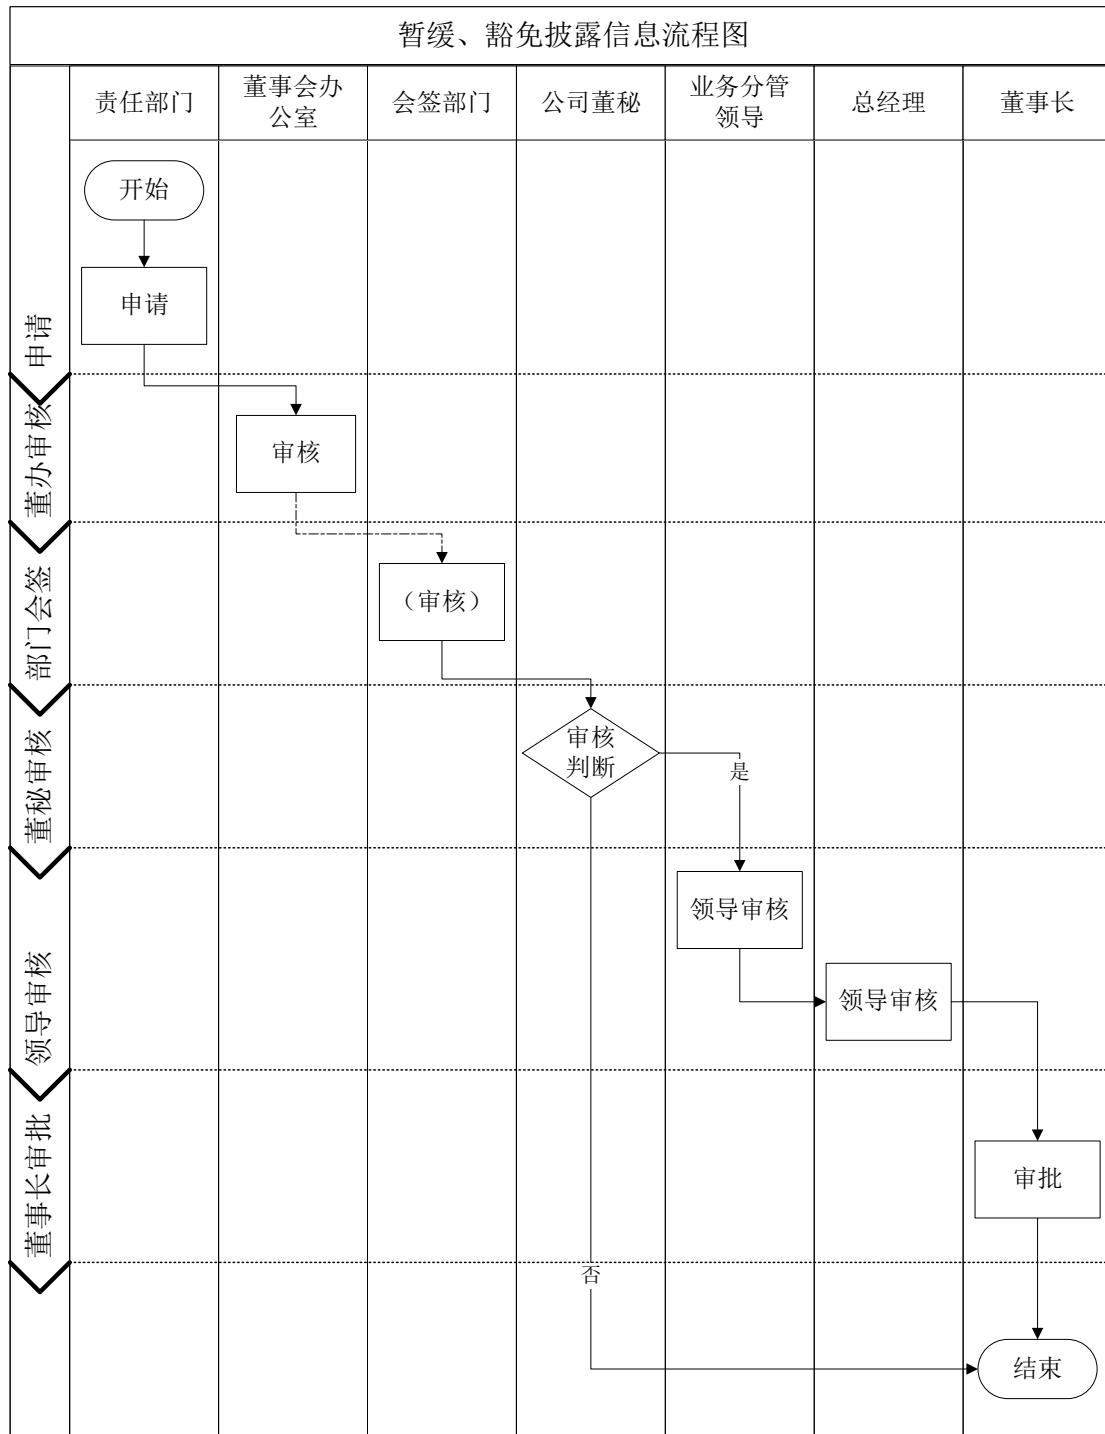 暂缓、豁免披露信息流程图
责任部门
董事会办
公室
会签部门
公司董秘
业务分管
领导
总经理
董事长
申请
开始
申请
董办审核
审核
部门会签
（审核）
董秘审核
审核
判断
是
领导审核
领导审核
领导审核
董事长审批
审批
否
结束